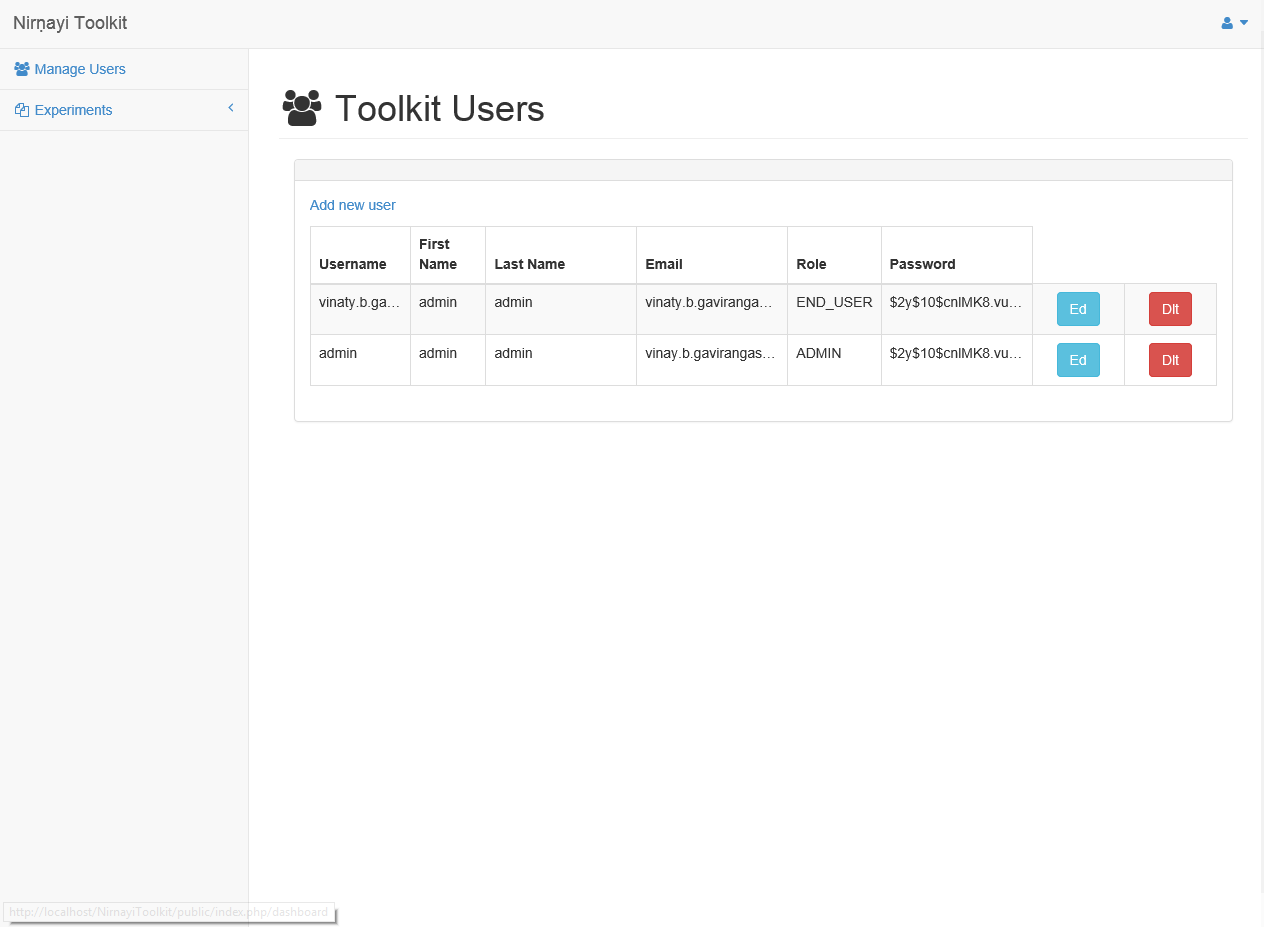 Nirṇayi Toolkit
Manage Users
Experiments
Toolkit Users
Add new user
Username First Name Last Name Email Role Password
vinaty.b.ga... admin admin vinaty.b.gaviranga... END_USER $2y$10$cnlMK8.vu... Ed Dlt
admin admin admin vinay.b.gavirangas... ADMIN $2y$10$cnlMK8.vu... Ed Dlt
http://localhost/NirnayiToolkit/public/index.php/dashboard